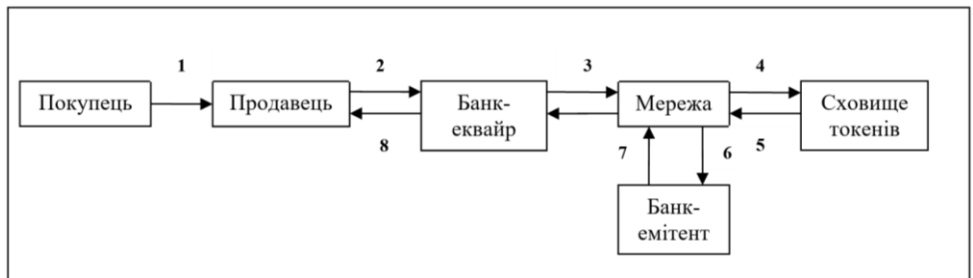 1
2
3
4
Покупець
Продавець
Банк-
еквайр
Мережа
Сховище
токенів
8
7
6
5
Банк-
емітент